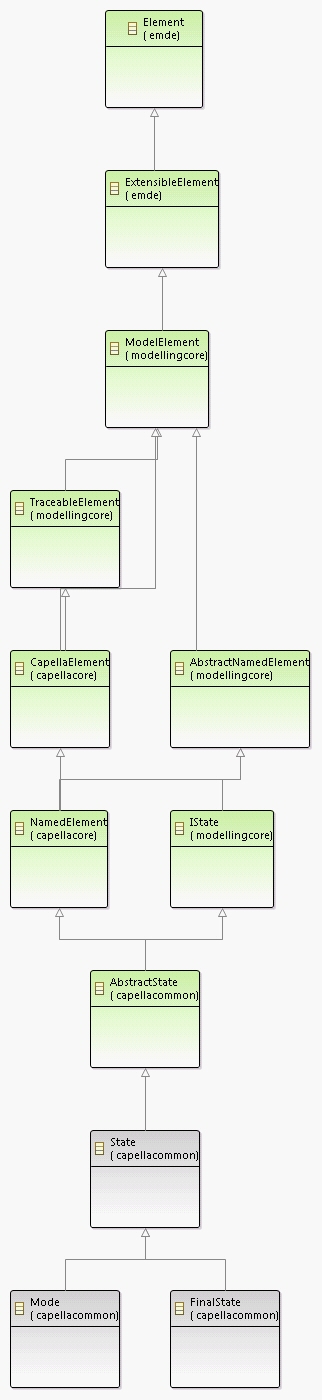 Element
( emde)
ExtensibleElement
( emde)
ModelElement
( modellingcore)
TraceableElement
( modellingcore)
CapellaElement
( capellacore)
AbstractNamedElement
( modellingcore)
NamedElement
( capellacore)
IState
( modellingcore)
AbstractState
( capellacommon)
State
( capellacommon)
Mode
( capellacommon)
FinalState
( capellacommon)